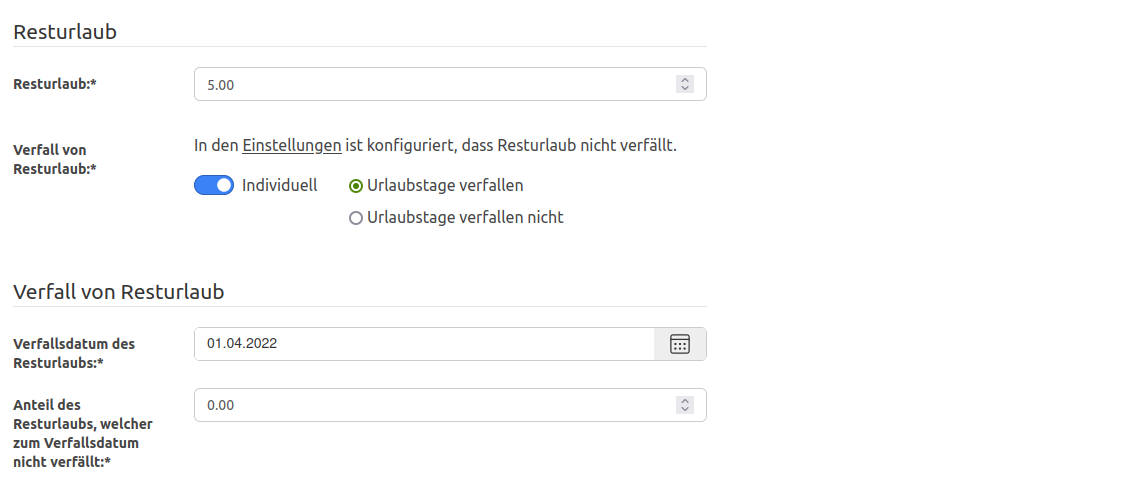 Resturlaub
Resturlaub:*
5.00
Verfall von
Resturlaub:*
In den Einstellungen ist konfiguriert, dass Resturlaub nicht verfällt.
Individuell
Urlaubstage verfallen
Urlaubstage verfallen nicht
Verfall von Resturlaub
Verfallsdatum des
Resturlaubs:*
01.04.2022
Anteil des
Resturlaubs, welcher
zum Verfallsdatum
nicht verfällt:*
0.00